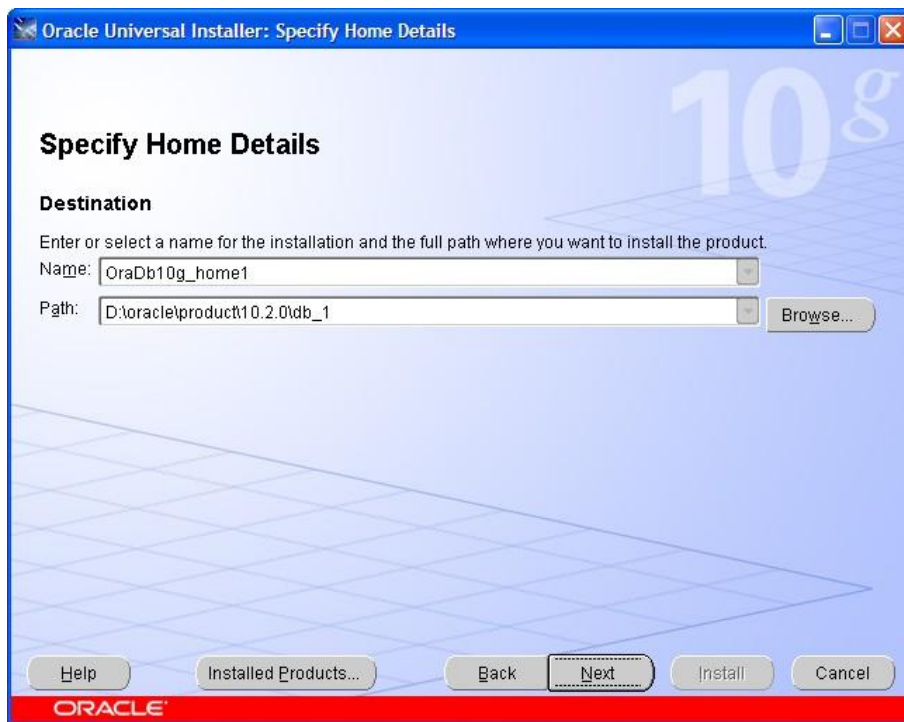 Oracle Universal Installer: Specify Home Details
10g
Specify Home Details
Destination
Enter or select a name for the installation and the full path where you want to install the product.
Name: OraDb10g_home1
Path: D:\oracle\product\10.2.0\db_1 Browse...
Help Installed Products... Back Next Install Cancel
ORACLE